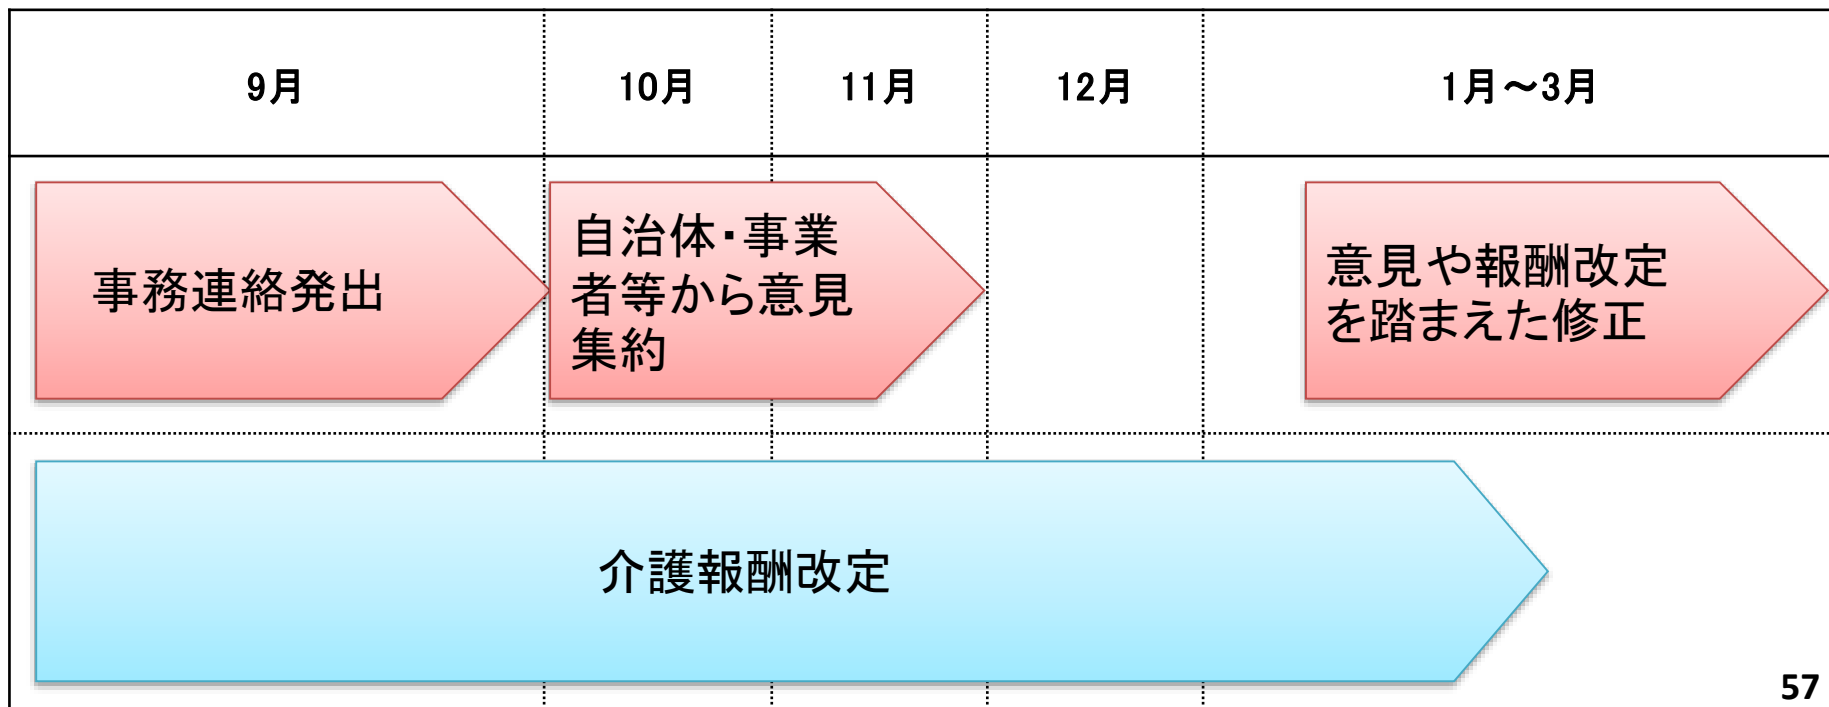 9月
10月
11月
12月
1月～3月
事務連絡発出
自治体・事業
者等から意見
集約
意見や報酬改定
を踏まえた修正
介護報酬改定
57